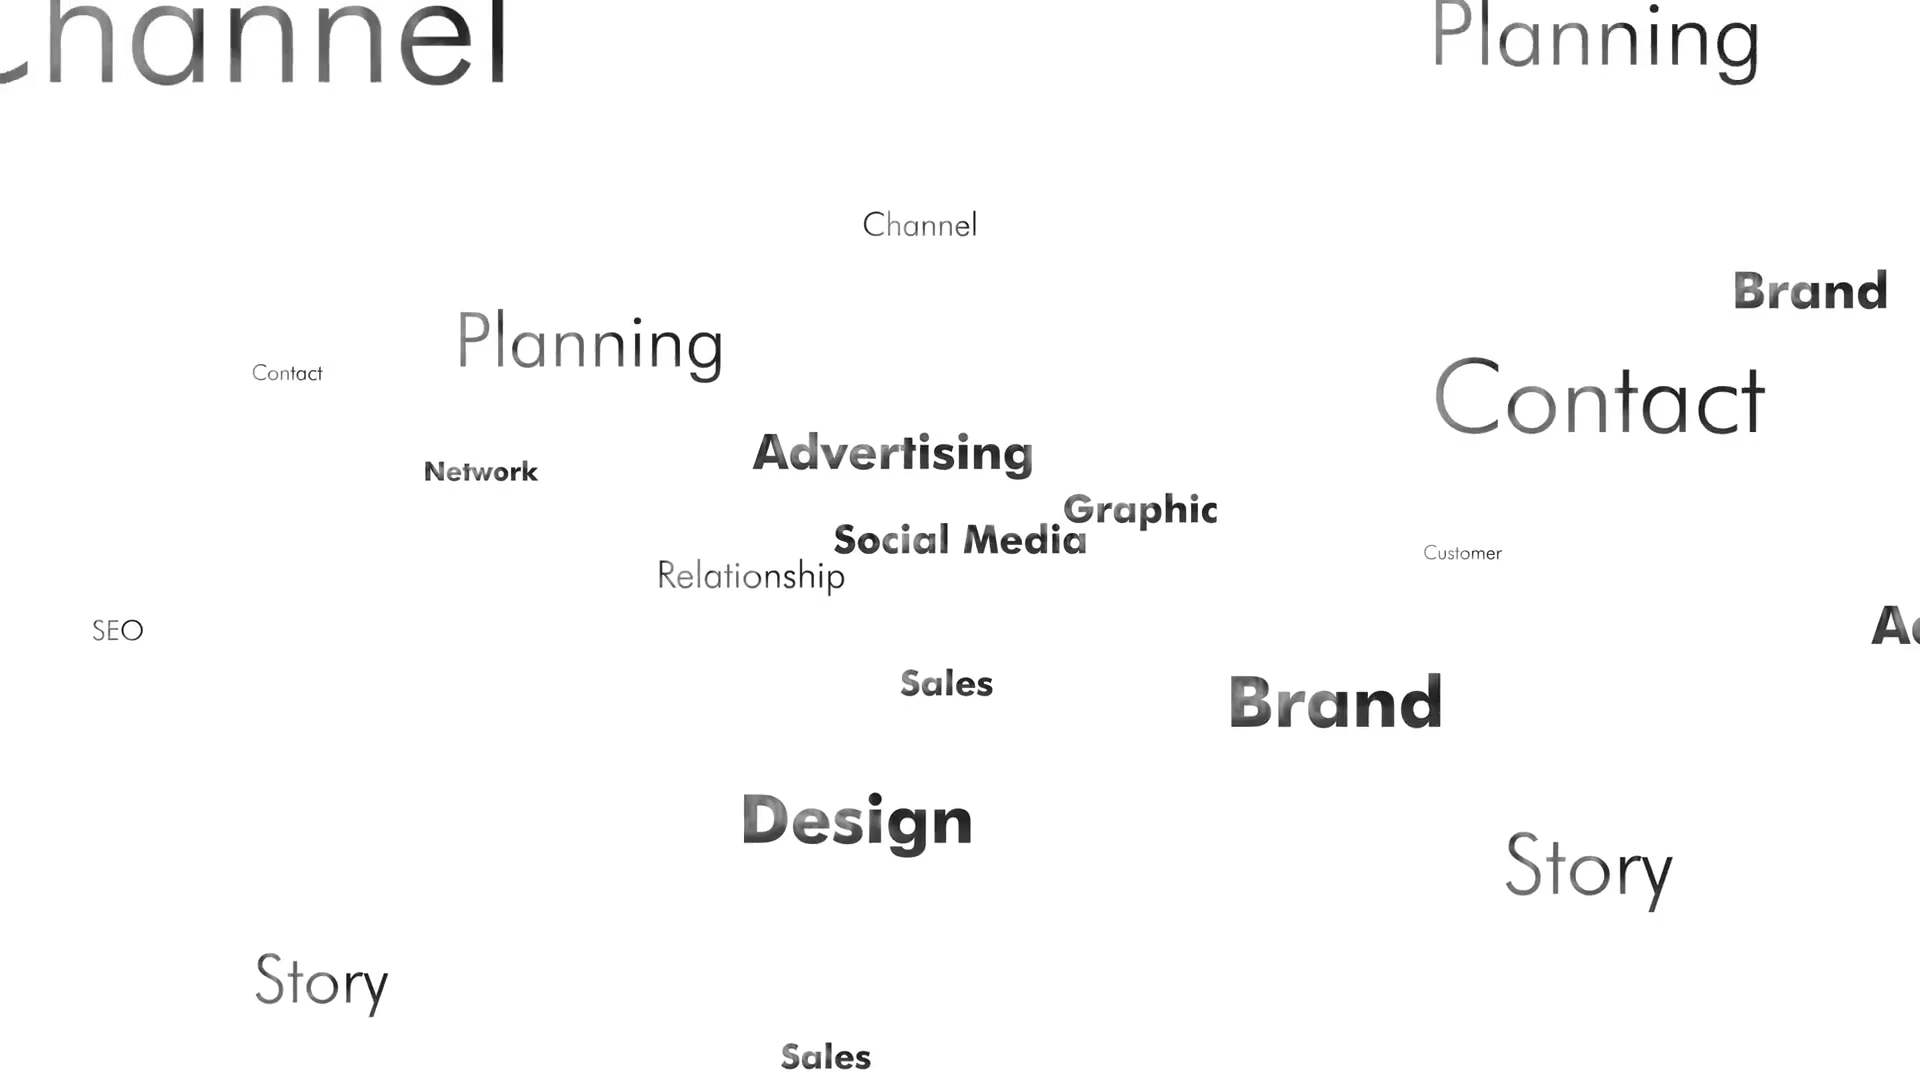 Channel
Planning
Channel
Brand
Planning
Contact
Contact
Advertising
Network
Graphic
Social Media
Customer
Relationship
SEO
Sales
Brand
Design
Story
Story
Sales